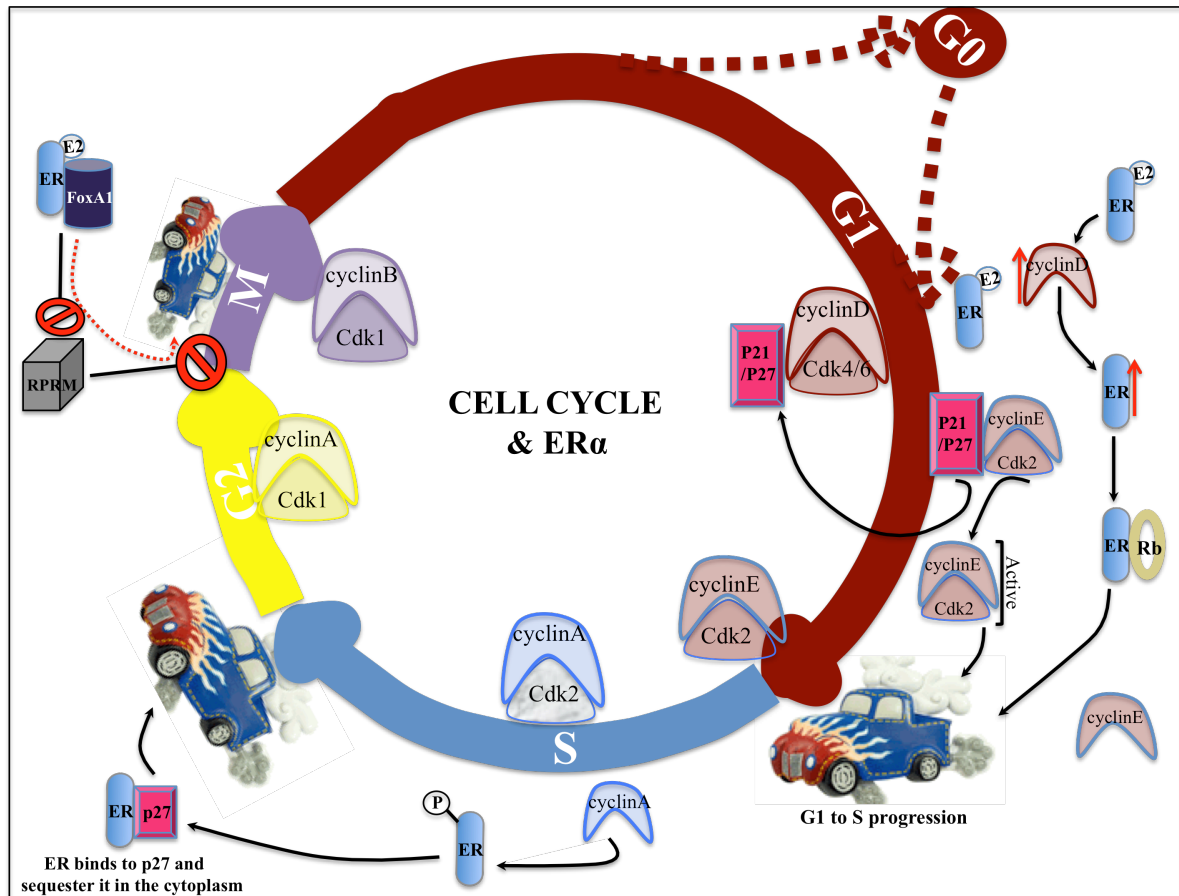 G0
E2
ER
FoxA1
RPRM
M
cyclinB
Cdk1
G1
E2
ER
cyclinD
E2
ER
P21
/P27
cyclinD
Cdk4/6
ER
CELL CYCLE
& ERα
P21
/P27
cyclinE
Cdk2
G2
cyclinA
Cdk1
ER
Rb
cyclinE
Cdk2
Active
cyclinE
Cdk2
cyclinA
Cdk2
S
cyclinE
G1 to S progression
ER
p27
P
ER
cyclinA
ER binds to p27 and
sequester it in the cytoplasm